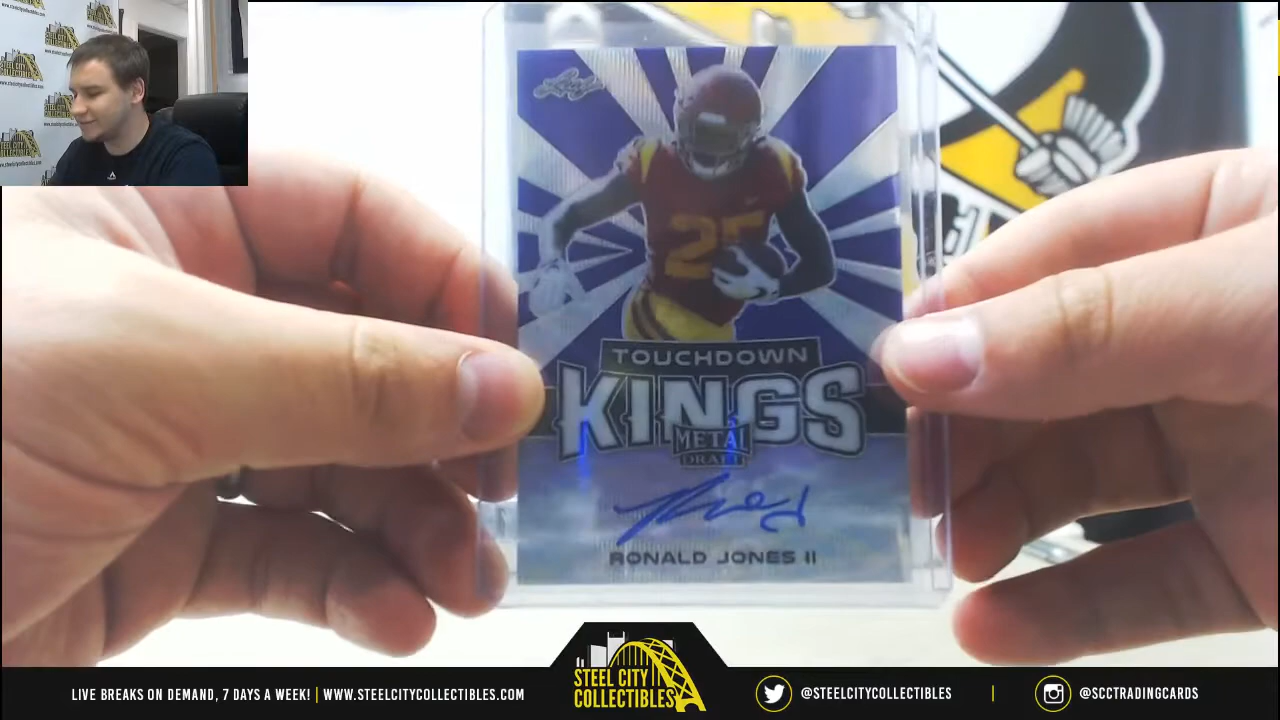 Leaf
25
TOUCHDOWN
KINGS
METAL
DRAFT
RONALD JONES II
STEEL CITY
COLLECTIBLES
LIVE BREAKS ON DEMAND, 7 DAYS A WEEK! | WWW.STEELCITYCOLLECTIBLES.COM
@STEELCITYCOLLECTIBLES | @SCCTRADINGCARDS